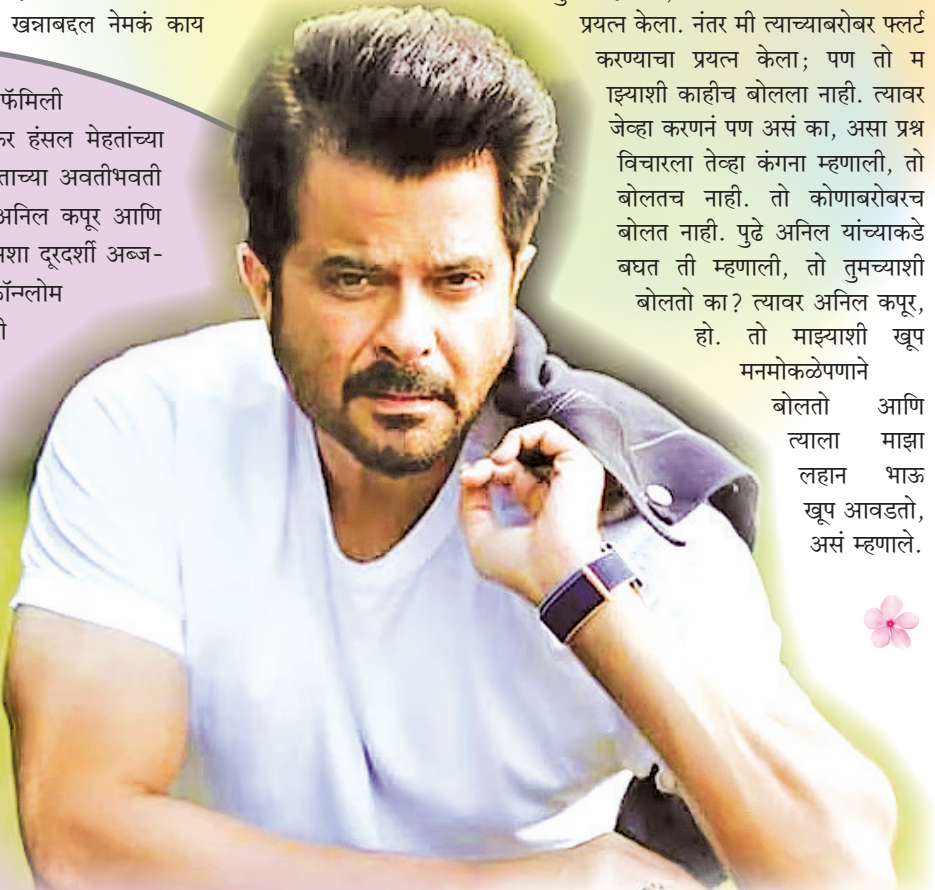 खन्नाबद्दल नेमकं काय
फॅमिली
हंसल मेहतांच्या
अवतीभवती
अनिल कपूर आणि
दूरदर्शी अब्ज-
प्रयत्न केला. नंतर मी त्याच्याबरोबर फ्लर्ट
करण्याचा प्रयत्न केला; पण तो म
ाझ्याशी काहीच बोलला नाही. त्यावर
जेव्हा करणनं पण असं का, असा प्रश्न
विचारला तेव्हा कंगना म्हणाली, तो
बोलतच नाही. तो कोणाबरोबरच
बोलत नाही. पुढे अनिल यांच्याकडे
बघत ती म्हणाली, तो तुमच्याशी
बोलतो का? त्यावर अनिल कपूर,
हो. तो माझ्याशी खूप
मनमोकळेपणाने
बोलतो आणि
त्याला माझा
लहान भाऊ
खूप आवडतो,
असं म्हणाले.